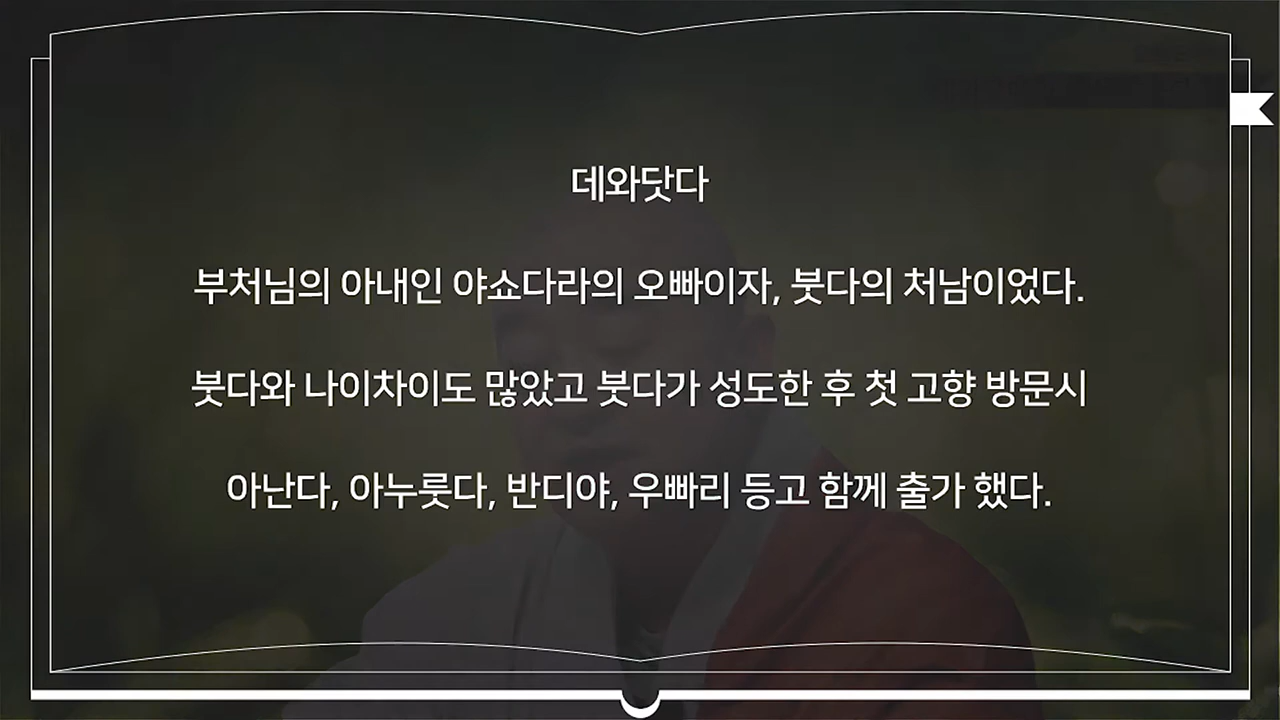 데와닷다
부처님의 아내인 야쇼다라의 오빠이자, 붓다의 처남이었다.
붓다와 나이차이도 많았고 붓다가 성도한 후 첫 고향 방문시
아난다, 아누룻다, 반디야, 우빠리 등고 함께 출가 했다.